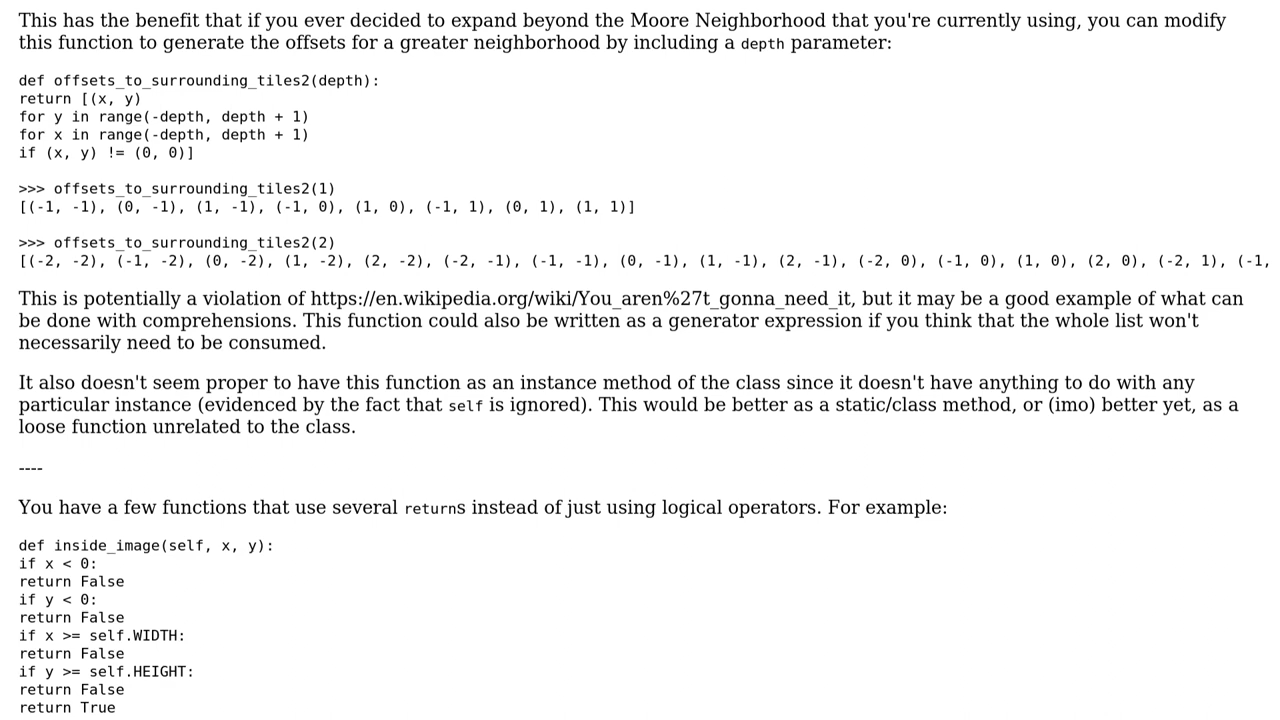 This has the benefit that if you ever decided to expand beyond the Moore Neighborhood that you're currently using, you can modify
this function to generate the offsets for a greater neighborhood by including a depth parameter:
def offsets_to_surrounding_tiles2(depth):
return [(x, y)
for y in range(-depth, depth + 1)
for x in range(-depth, depth + 1)
if (x, y) != (0, 0)]
>>> offsets_to_surrounding_tiles2(1)
[(-1, -1), (0, -1), (1, -1), (-1, 0), (1, 0), (-1, 1), (0, 1), (1, 1)]
>>> offsets_to_surrounding_tiles2(2)
[(-2, -2), (-1, -2), (0, -2), (1, -2), (2, -2), (-2, -1), (-1, -1), (0, -1), (1, -1), (2, -1), (-2, 0), (-1, 0), (1, 0), (2, 0), (-2, 1), (-1,
This is potentially a violation of https://en.wikipedia.org/wiki/You_aren%27t_gonna_need_it, but it may be a good example of what can
be done with comprehensions. This function could also be written as a generator expression if you think that the whole list won't
necessarily need to be consumed.
It also doesn't seem proper to have this function as an instance method of the class since it doesn't have anything to do with any
particular instance (evidenced by the fact that self is ignored). This would be better as a static/class method, or (imo) better yet, as a
loose function unrelated to the class.
----
You have a few functions that use several returns instead of just using logical operators. For example:
def inside_image(self, x, y):
if x < 0:
return False
if y < 0:
return False
if x >= self.WIDTH:
return False
if y >= self.HEIGHT:
return False
return True